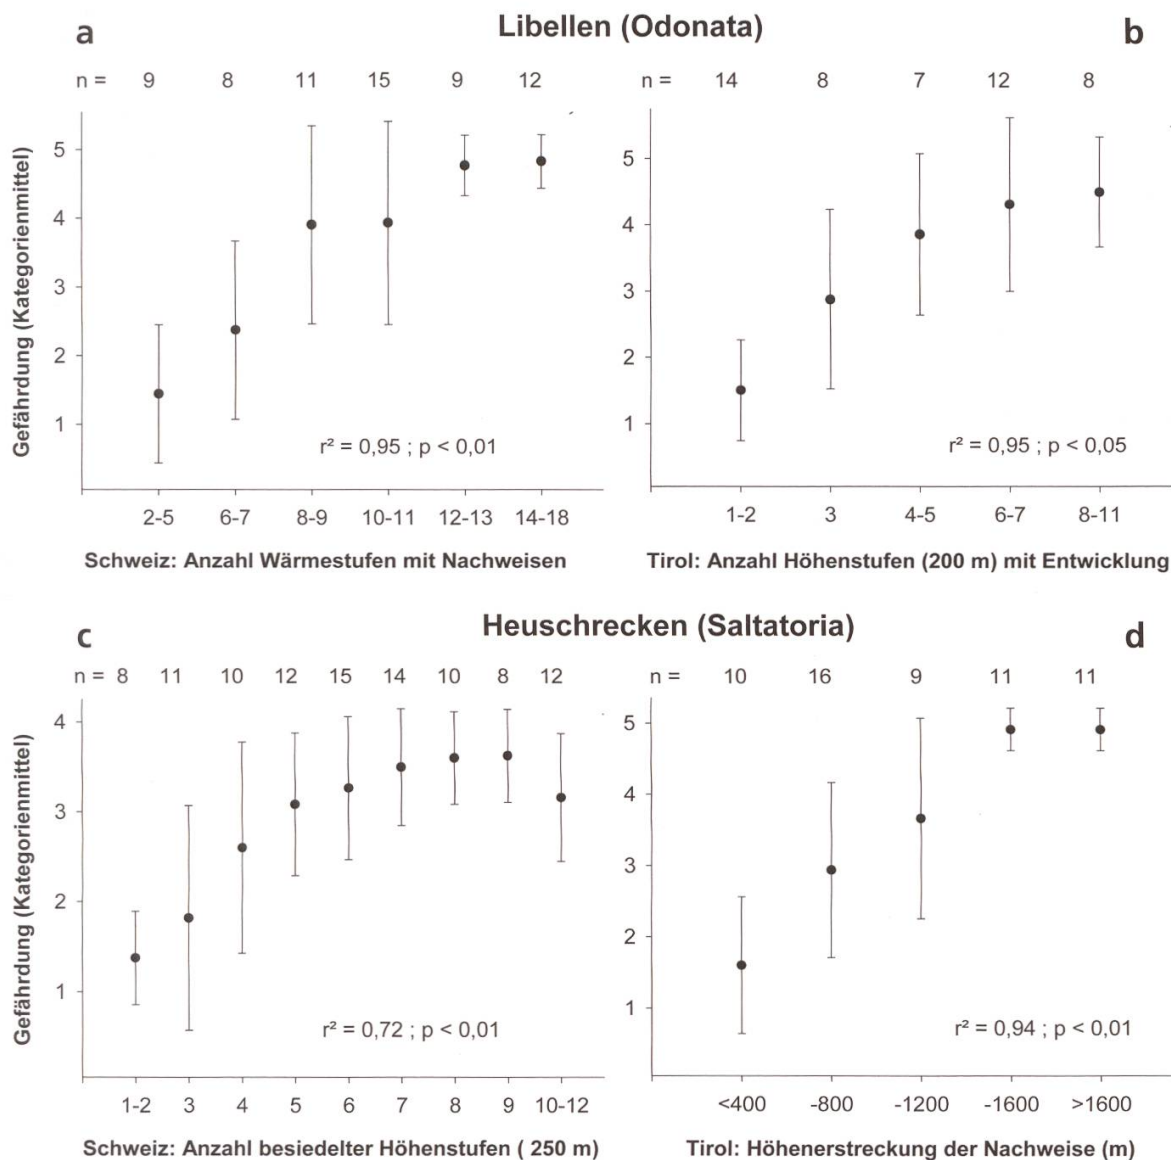 Libellen (Odonata)
a
b
n = 9 8 11 15 9 12
n = 14 8 7 12 8
Gefährdung (Kategorienmittel)
5
4
3
2
1
r² = 0,95 ; p < 0,01
2-5 6-7 8-9 10-11 12-13 14-18
Schweiz: Anzahl Wärmestufen mit Nachweisen
5
4
3
2
1
r² = 0,95 ; p < 0,05
1-2 3 4-5 6-7 8-11
Tirol: Anzahl Höhenstufen (200 m) mit Entwicklung
Heuschrecken (Saltatoria)
c
d
n = 8 11 10 12 15 14 10 8 12
n = 10 16 9 11 11
Gefährdung (Kategorienmittel)
4
3
2
1
r² = 0,72 ; p < 0,01
1-2 3 4 5 6 7 8 9 10-12
Schweiz: Anzahl besiedelter Höhenstufen ( 250 m)
5
4
3
2
1
r² = 0,94 ; p < 0,01
<400 -800 -1200 -1600 >1600
Tirol: Höhenerstreckung der Nachweise (m)